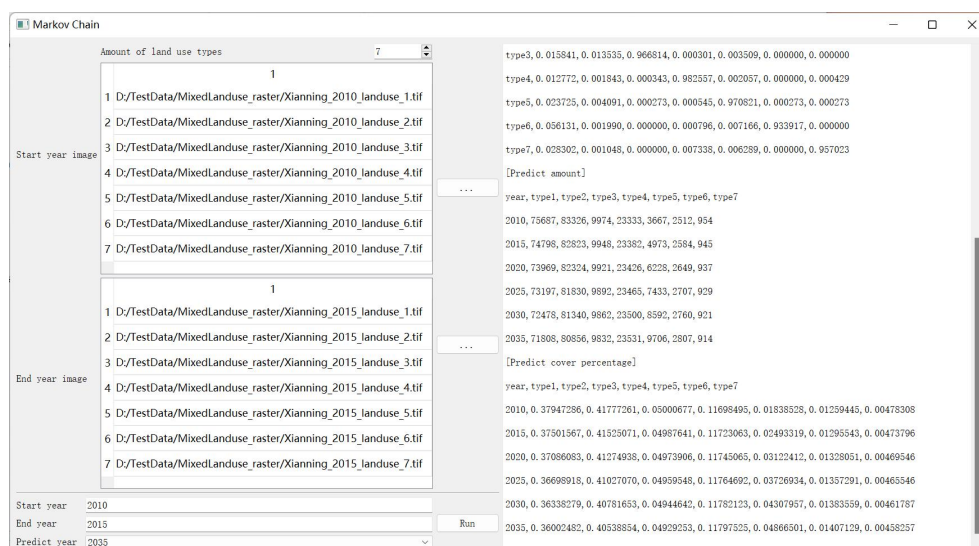 Markov Chain
Amount of land use types 7
Start year image
1
1 D:/TestData/MixedLanduse_raster/Xianning_2010_landuse_1.tif
2 D:/TestData/MixedLanduse_raster/Xianning_2010_landuse_2.tif
3 D:/TestData/MixedLanduse_raster/Xianning_2010_landuse_3.tif
4 D:/TestData/MixedLanduse_raster/Xianning_2010_landuse_4.tif
5 D:/TestData/MixedLanduse_raster/Xianning_2010_landuse_5.tif
6 D:/TestData/MixedLanduse_raster/Xianning_2010_landuse_6.tif
7 D:/TestData/MixedLanduse_raster/Xianning_2010_landuse_7.tif
...
End year image
1
1 D:/TestData/MixedLanduse_raster/Xianning_2015_landuse_1.tif
2 D:/TestData/MixedLanduse_raster/Xianning_2015_landuse_2.tif
3 D:/TestData/MixedLanduse_raster/Xianning_2015_landuse_3.tif
4 D:/TestData/MixedLanduse_raster/Xianning_2015_landuse_4.tif
5 D:/TestData/MixedLanduse_raster/Xianning_2015_landuse_5.tif
6 D:/TestData/MixedLanduse_raster/Xianning_2015_landuse_6.tif
7 D:/TestData/MixedLanduse_raster/Xianning_2015_landuse_7.tif
...
Start year 2010
End year 2015
Predict year 2035
Run
type3, 0.015841, 0.013535, 0.966814, 0.000301, 0.003509, 0.000000, 0.000000
type4, 0.012772, 0.001843, 0.000343, 0.982557, 0.002057, 0.000000, 0.000429
type5, 0.023725, 0.004091, 0.000273, 0.000545, 0.970821, 0.000273, 0.000273
type6, 0.056131, 0.001990, 0.000000, 0.000796, 0.007166, 0.933917, 0.000000
type7, 0.028302, 0.001048, 0.000000, 0.007338, 0.006289, 0.000000, 0.957023
[Predict amount]
year, type1, type2, type3, type4, type5, type6, type7
2010, 75687, 83326, 9974, 23333, 3667, 2512, 954
2015, 74798, 82823, 9948, 23382, 4973, 2584, 945
2020, 73969, 82324, 9921, 23426, 6228, 2649, 937
2025, 73197, 81830, 9892, 23465, 7433, 2707, 929
2030, 72478, 81340, 9862, 23500, 8592, 2760, 921
2035, 71808, 80856, 9832, 23531, 9706, 2807, 914
[Predict cover percentage]
year, type1, type2, type3, type4, type5, type6, type7
2010, 0.37947286, 0.41777261, 0.05000677, 0.11698495, 0.01838528, 0.01259445, 0.00478308
2015, 0.37501567, 0.41525071, 0.04987641, 0.11723063, 0.02493319, 0.01295543, 0.00473796
2020, 0.37086083, 0.41274938, 0.04973906, 0.11745065, 0.03122412, 0.01328051, 0.00469546
2025, 0.36698918, 0.41027070, 0.04959548, 0.11764692, 0.03726934, 0.01357291, 0.00465546
2030, 0.36338279, 0.40781653, 0.04944642, 0.11782123, 0.04307957, 0.01383559, 0.00461787
2035, 0.36002482, 0.40538854, 0.04929253, 0.11797525, 0.04866501, 0.01407129, 0.00458257